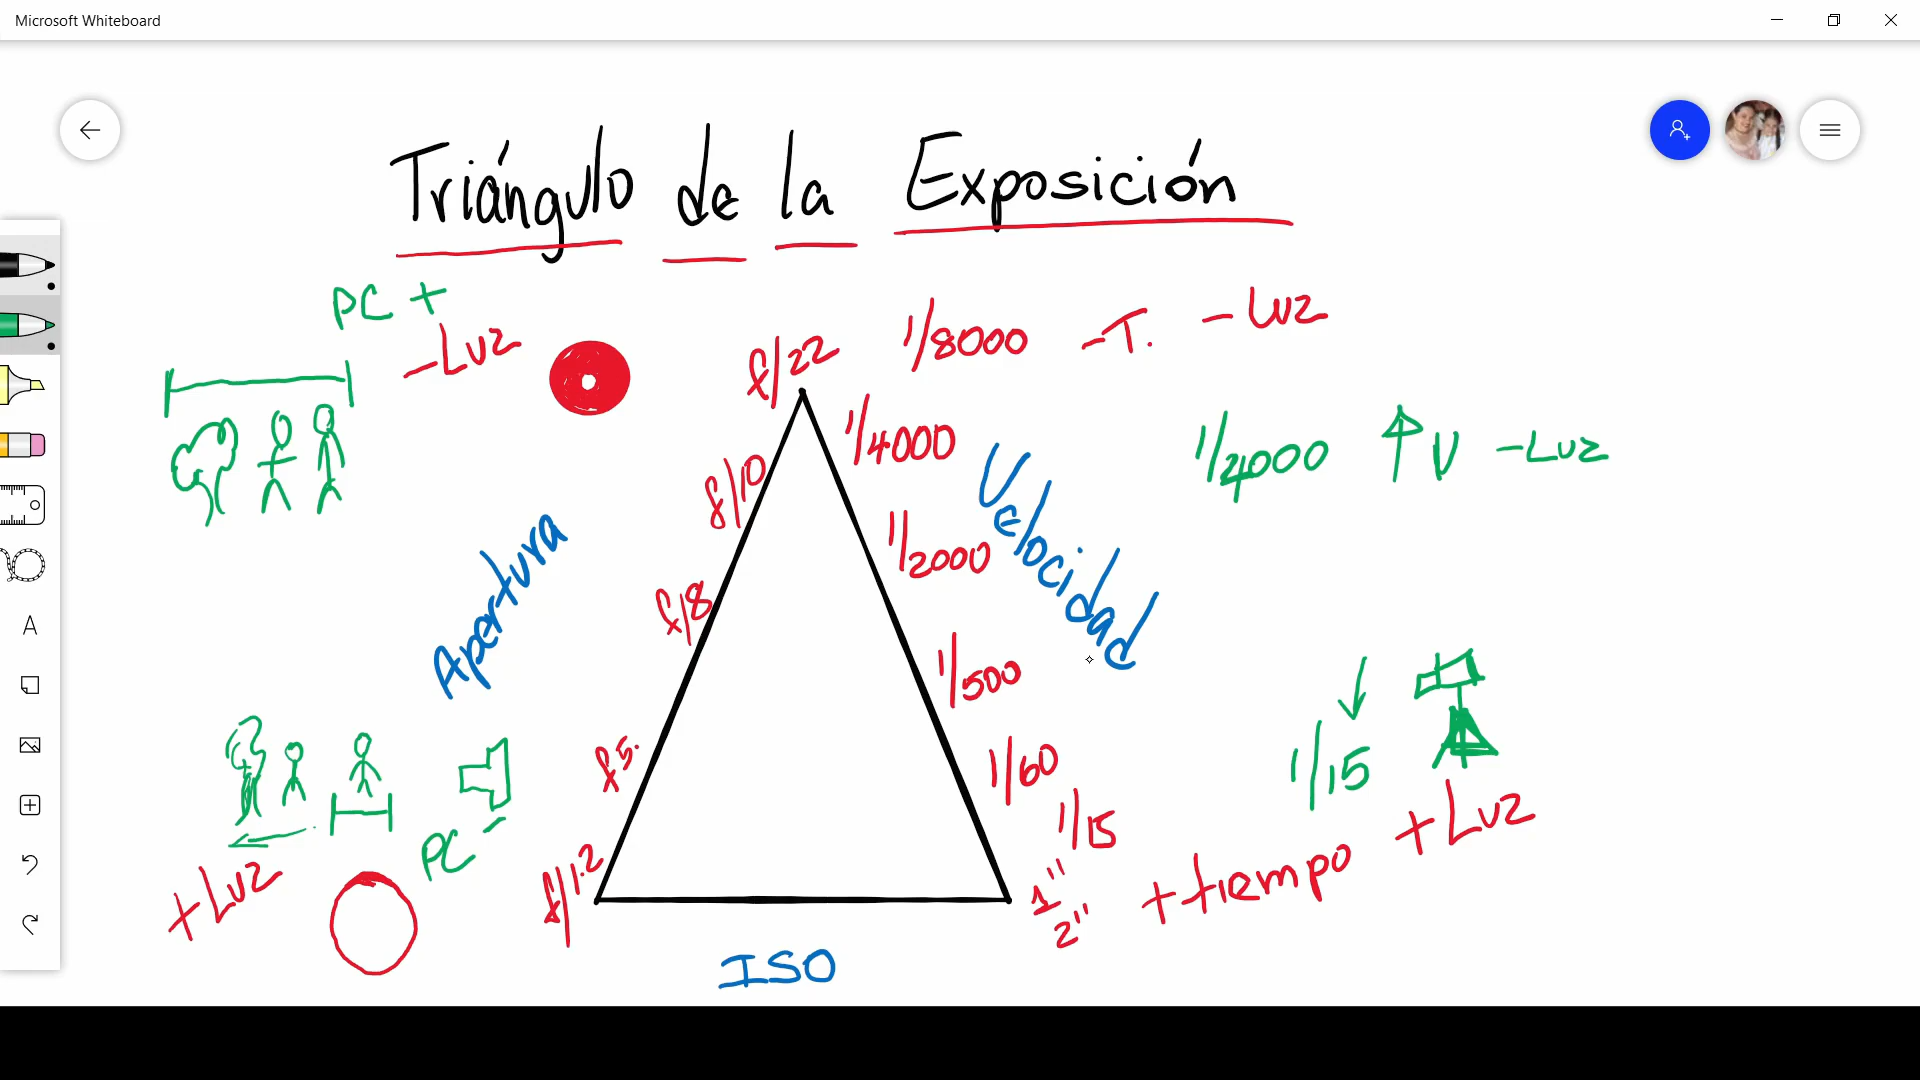 Microsoft Whiteboard
Triángulo de la Exposición
PC +
-Luz
f/22
1/8000 -T. -Luz
1/4000
1/4000 ↑ V -Luz
f/10
Velocidad
1/2000
Apertura
f/8
1/500
f5.
1/60
1/15
1/15
+Luz
PC -
+Luz
f/1.2
1"
2"
+tiempo
ISO
A